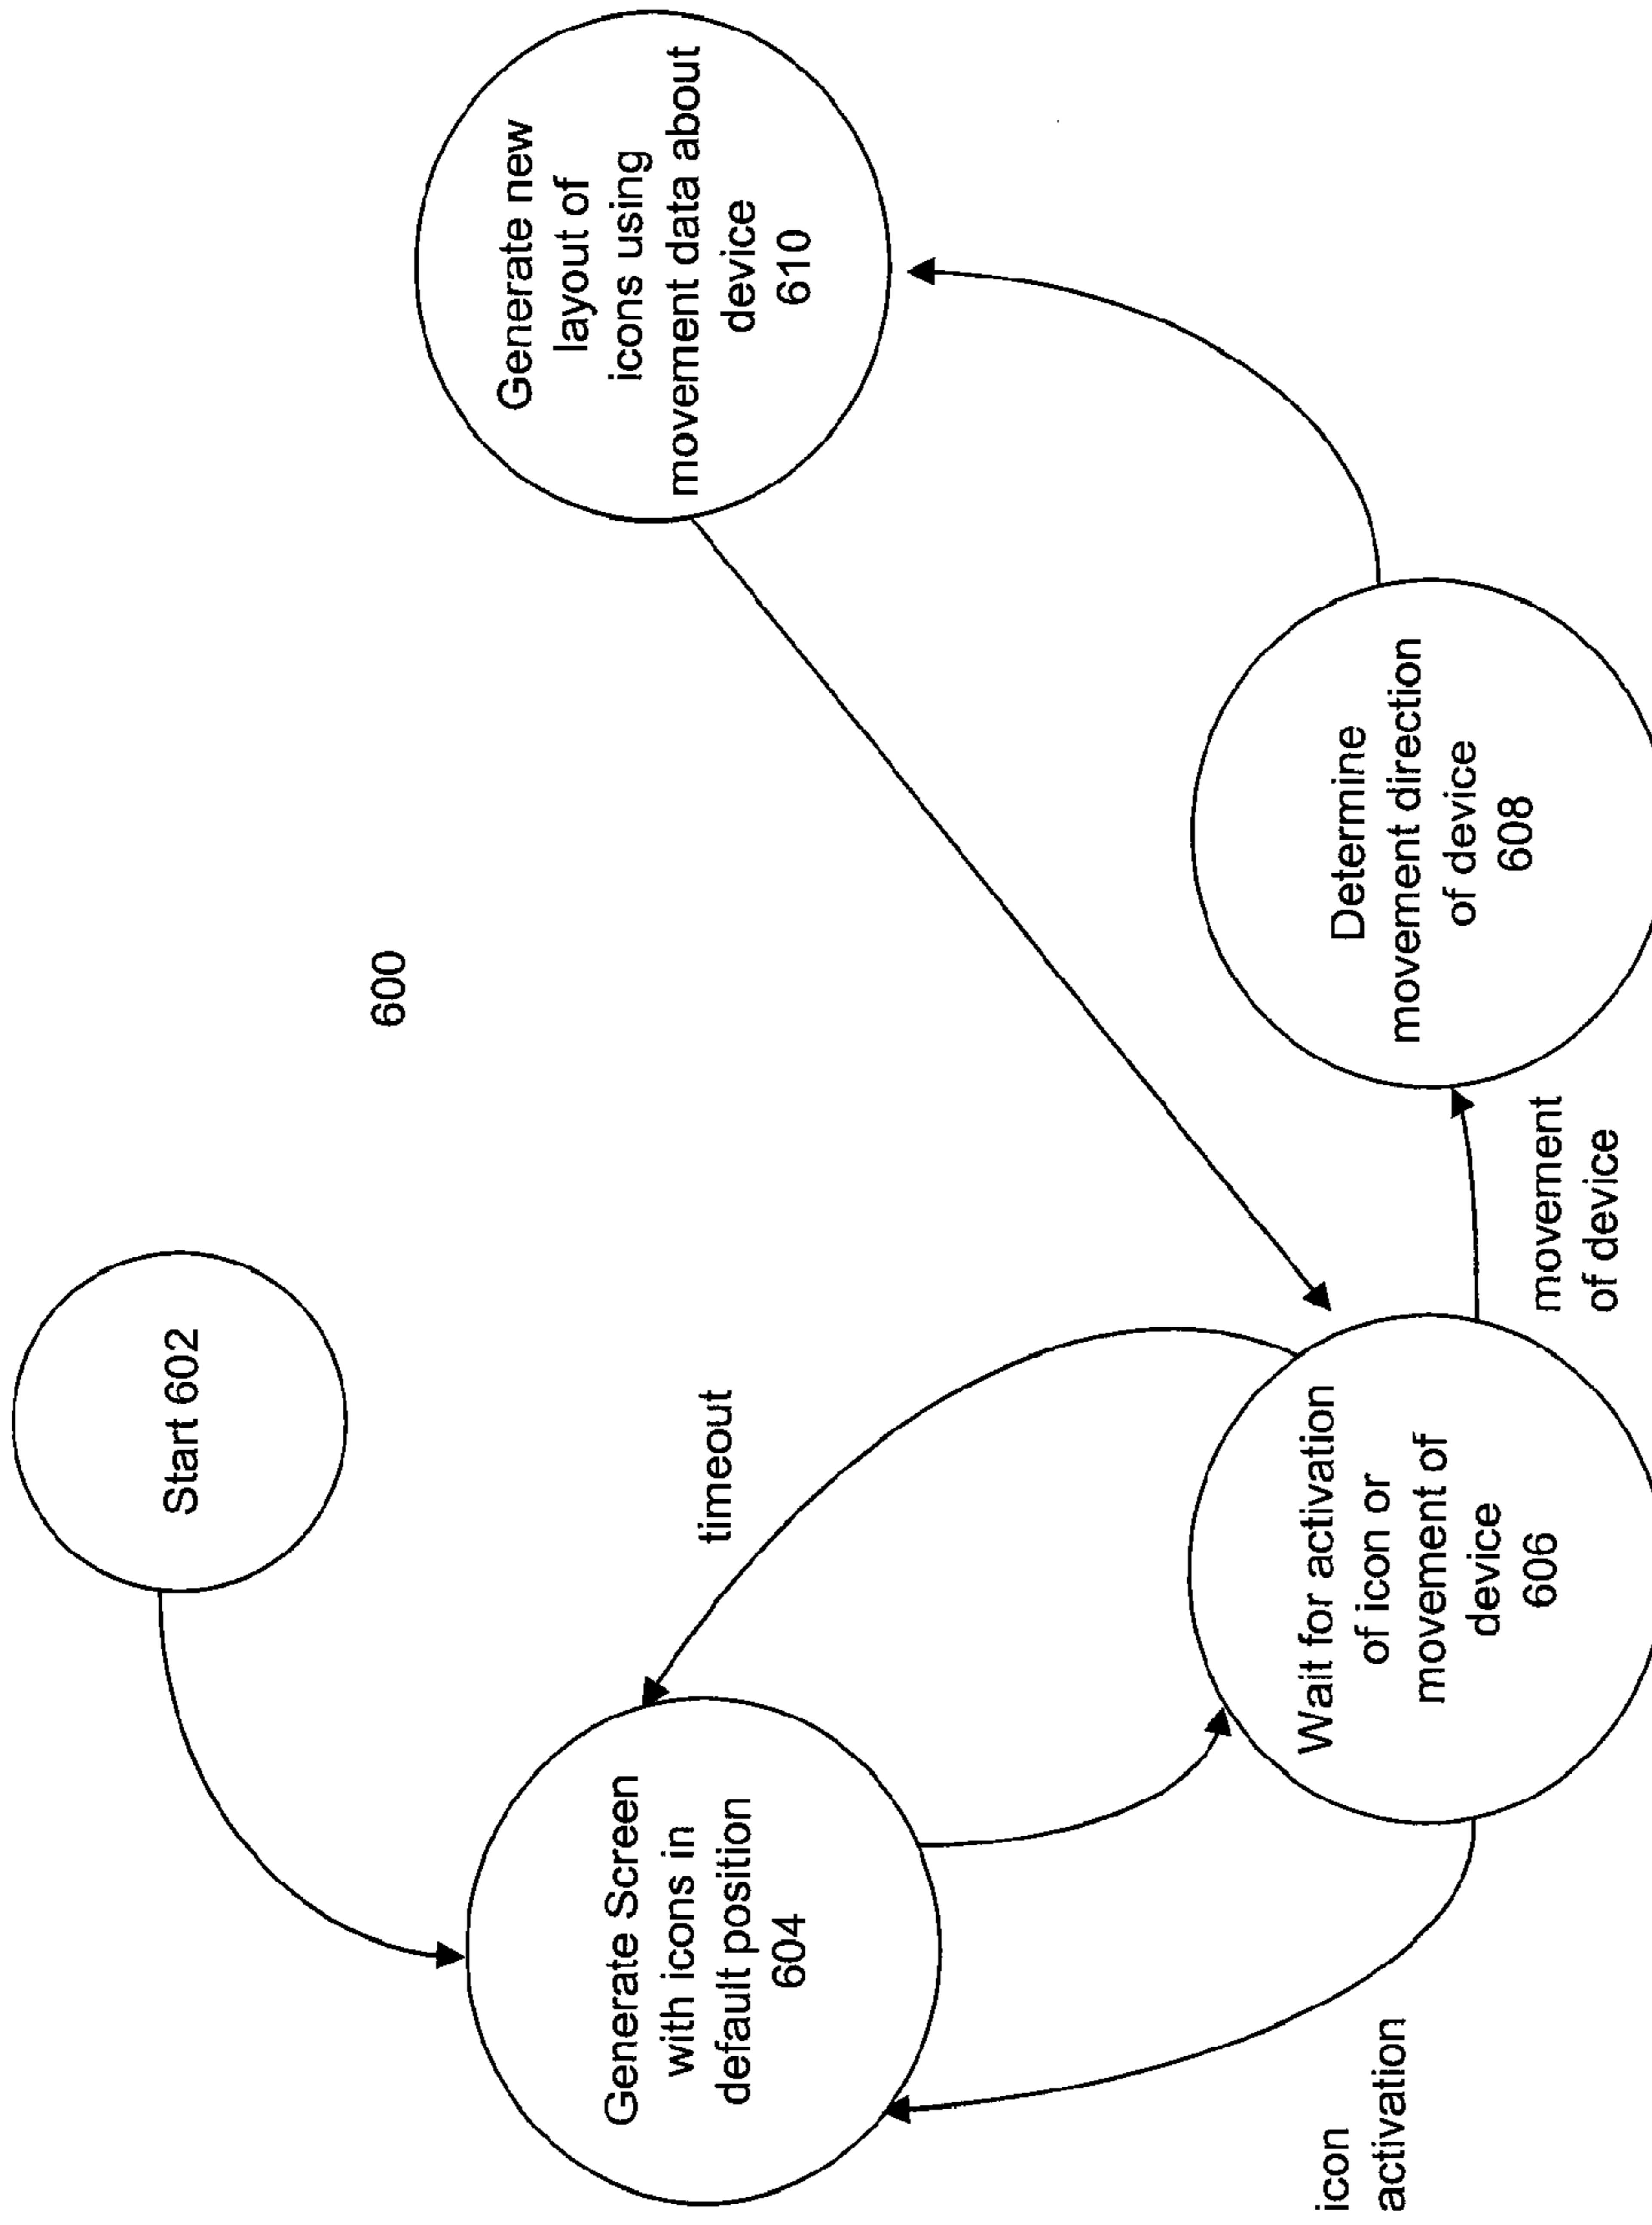 600
Start 602
Generate Screen
with icons in
default position
604
timeout
icon
activation
Wait for activation
of icon or
movement of
device
606
movement
of device
Determine
movement direction
of device
608
Generate new
layout of
icons using
movement data about
device
610